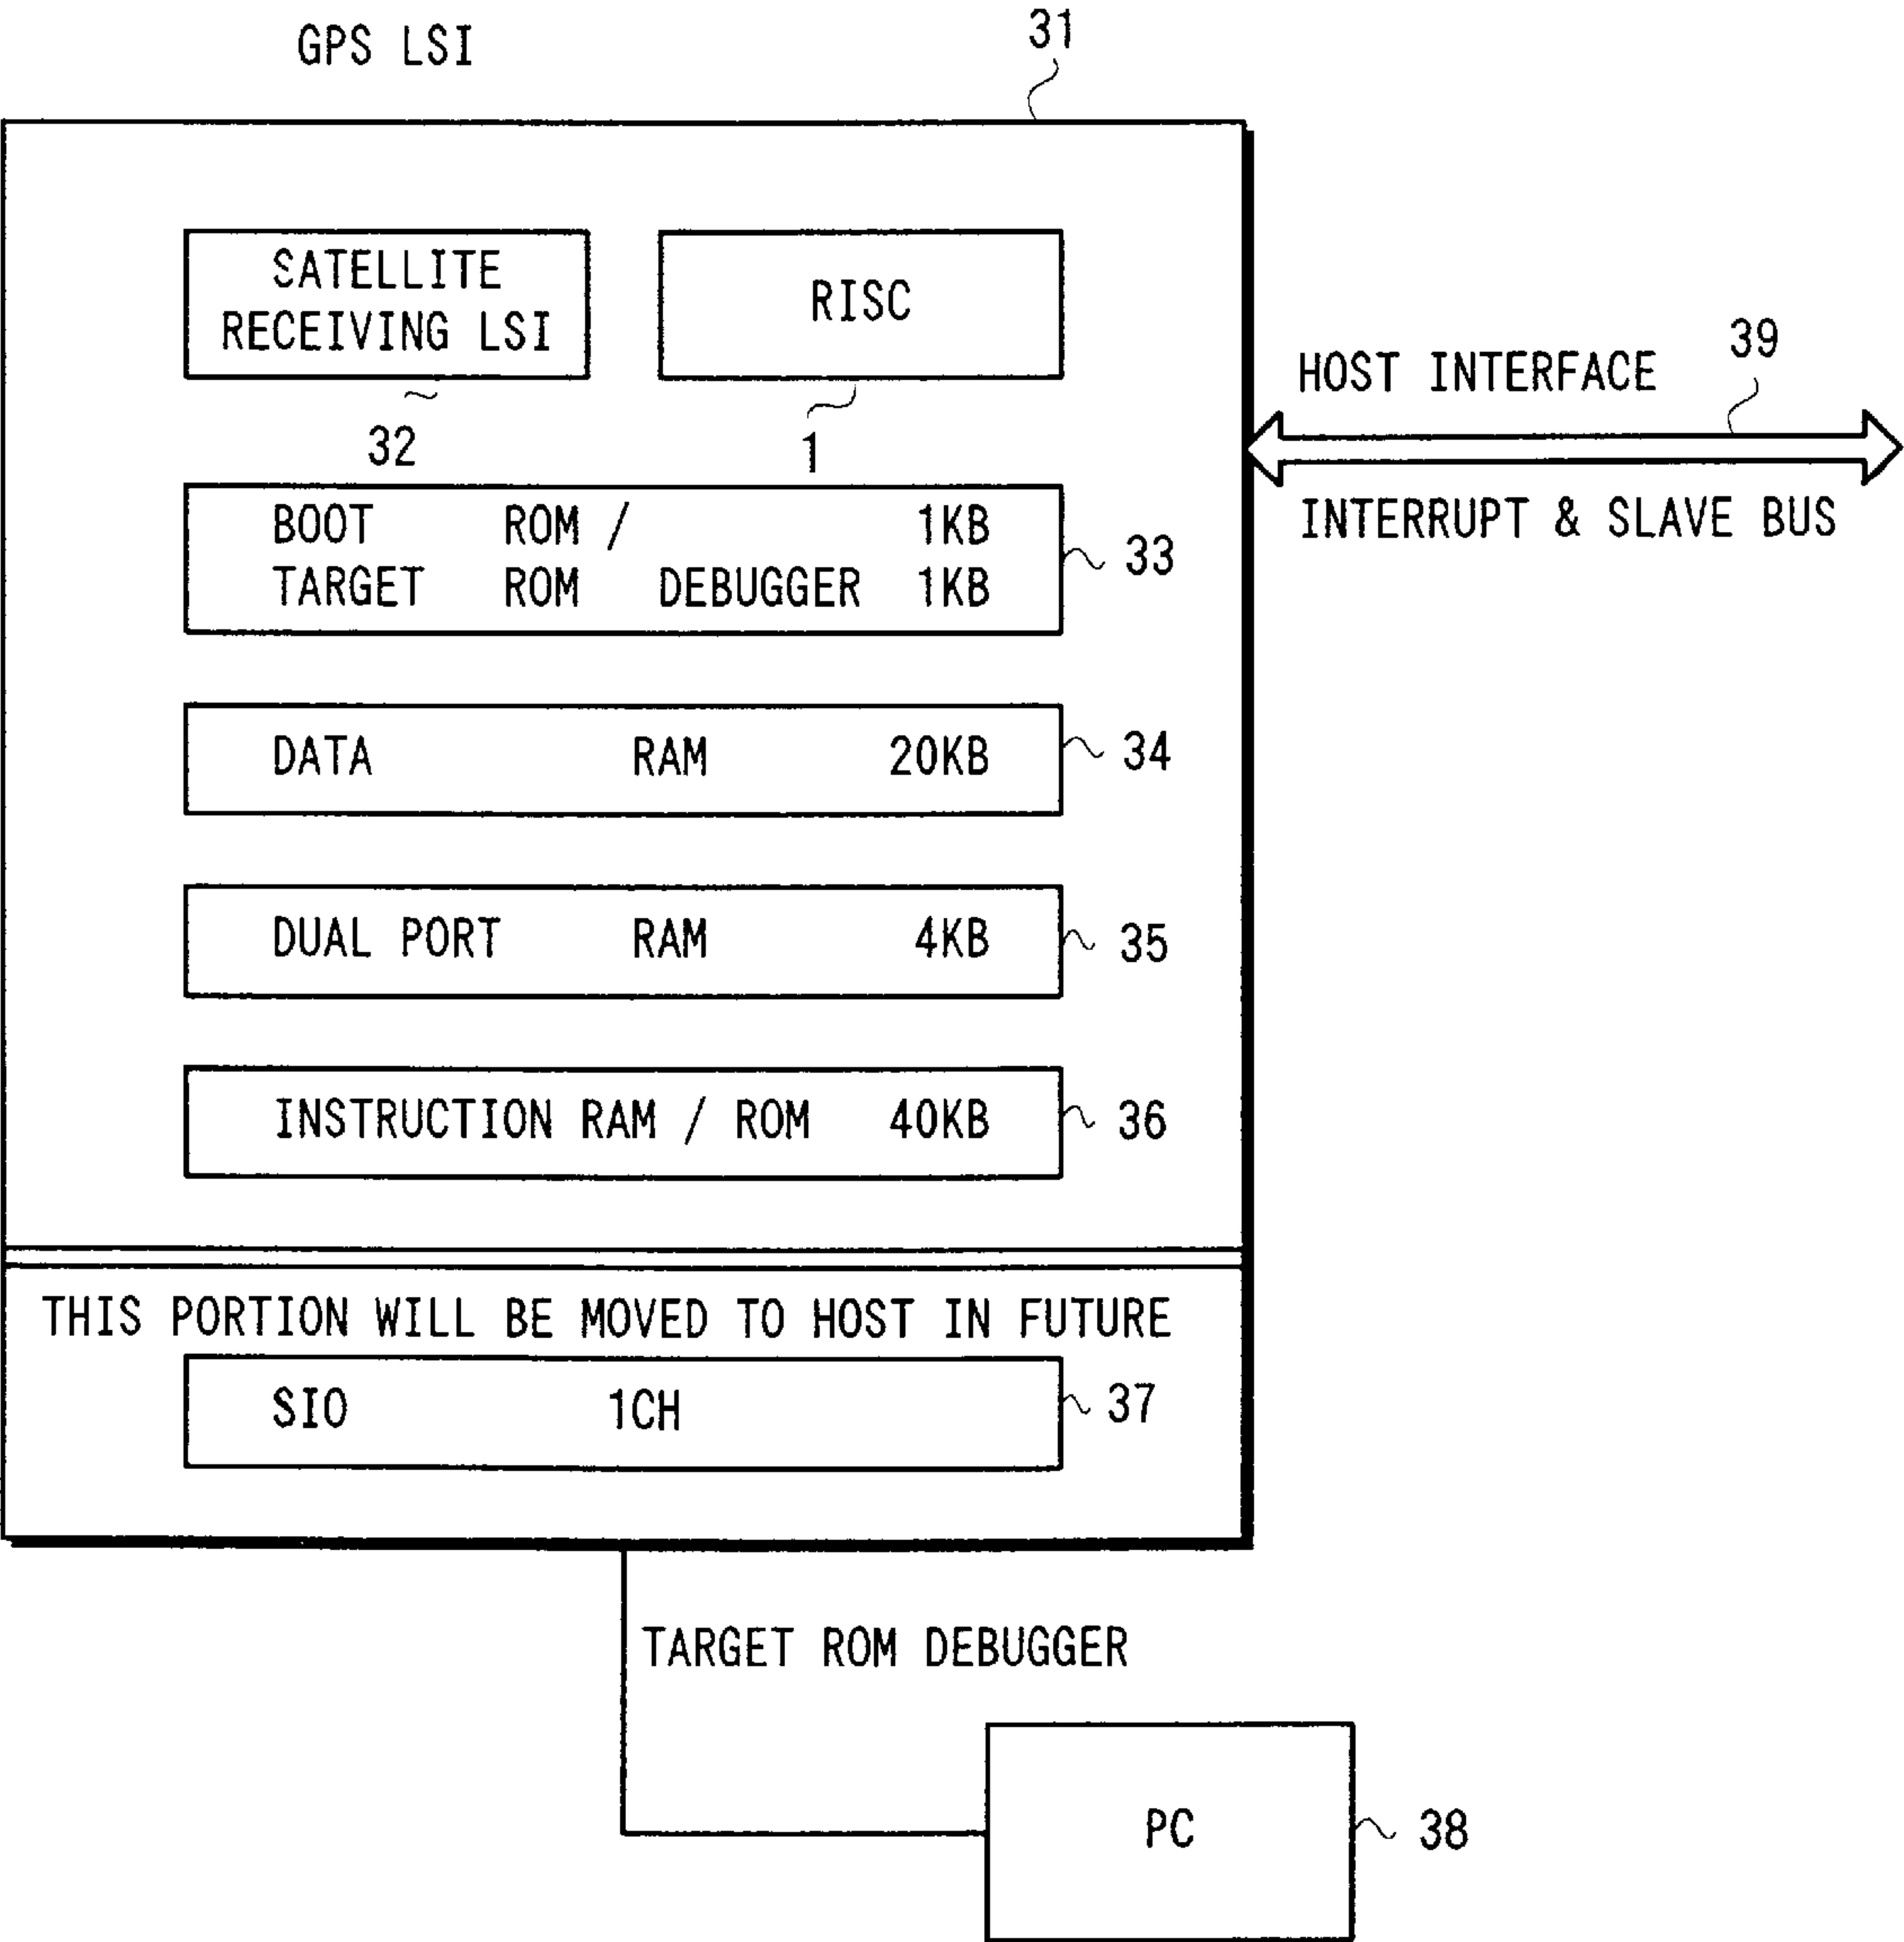 GPS LSI
31
SATELLITE
RECEIVING LSI
RISC
32
1
HOST INTERFACE
39
INTERRUPT & SLAVE BUS
BOOT ROM / 1KB
TARGET ROM DEBUGGER 1KB
33
DATA RAM 20KB
34
DUAL PORT RAM 4KB
35
INSTRUCTION RAM / ROM 40KB
36
THIS PORTION WILL BE MOVED TO HOST IN FUTURE
SIO 1CH
37
TARGET ROM DEBUGGER
PC
38